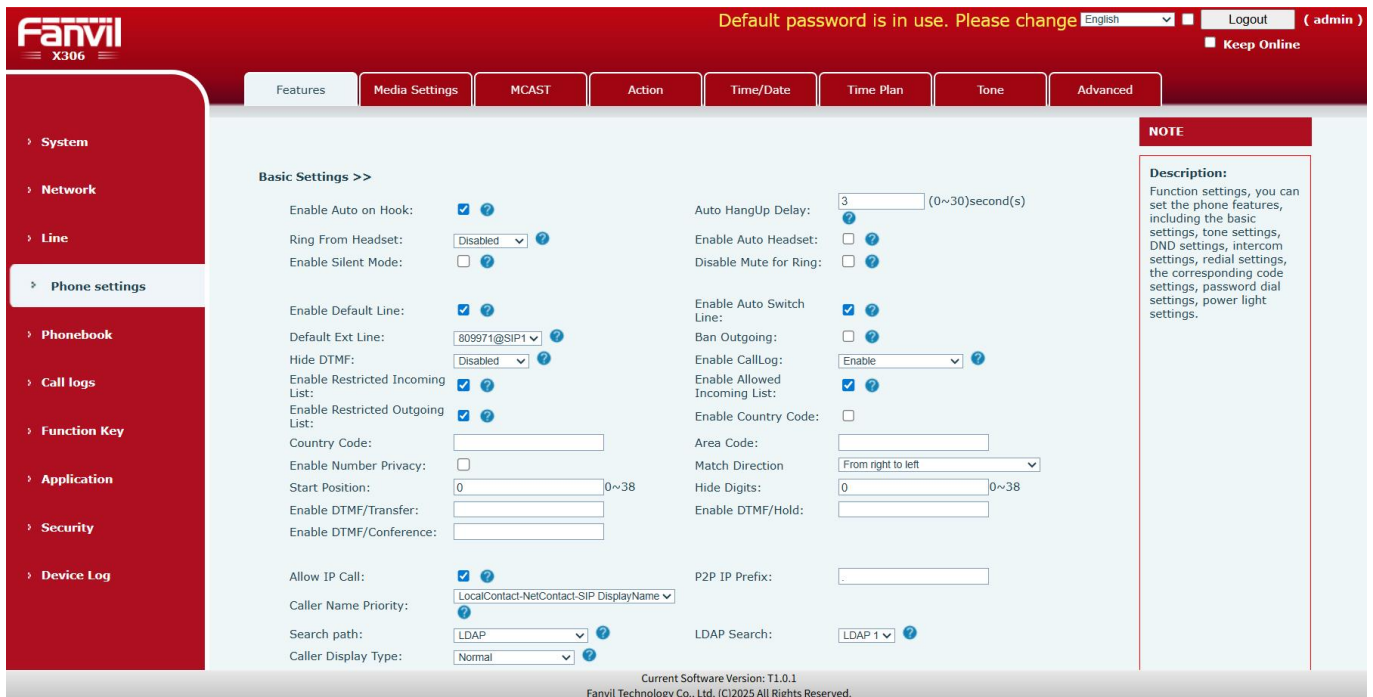 Fanvil
X306
Default password is in use. Please change
English
Logout
( admin )
Keep Online
Features
Media Settings
MCAST
Action
Time/Date
Time Plan
Tone
Advanced
System
Network
Line
Phone settings
Phonebook
Call logs
Function Key
Application
Security
Device Log
Basic Settings >>
Enable Auto on Hook:
Auto HangUp Delay: 3 (0~30)second(s)
Ring From Headset: Disabled
Enable Auto Headset:
Enable Silent Mode:
Disable Mute for Ring:
Enable Default Line:
Enable Auto Switch
Line:
Default Ext Line: 809971@SIP1
Ban Outgoing:
Hide DTMF: Disabled
Enable CallLog: Enable
Enable Restricted Incoming
List:
Enable Allowed
Incoming List:
Enable Restricted Outgoing
List:
Enable Country Code:
Country Code:
Area Code:
Enable Number Privacy:
Match Direction From right to left
Start Position: 0 0~38
Hide Digits: 0 0~38
Enable DTMF/Transfer:
Enable DTMF/Hold:
Enable DTMF/Conference:
Allow IP Call:
P2P IP Prefix: .
Caller Name Priority: LocalContact-NetContact-SIP DisplayName
Search path: LDAP
LDAP Search: LDAP 1
Caller Display Type: Normal
NOTE
Description:
Function settings, you can
set the phone features,
including the basic
settings, tone settings,
DND settings, intercom
settings, redial settings,
the corresponding code
settings, password dial
settings, power light
settings.
Current Software Version: T1.0.1
Fanvil Technology Co., Ltd. (C)2025 All Rights Reserved.